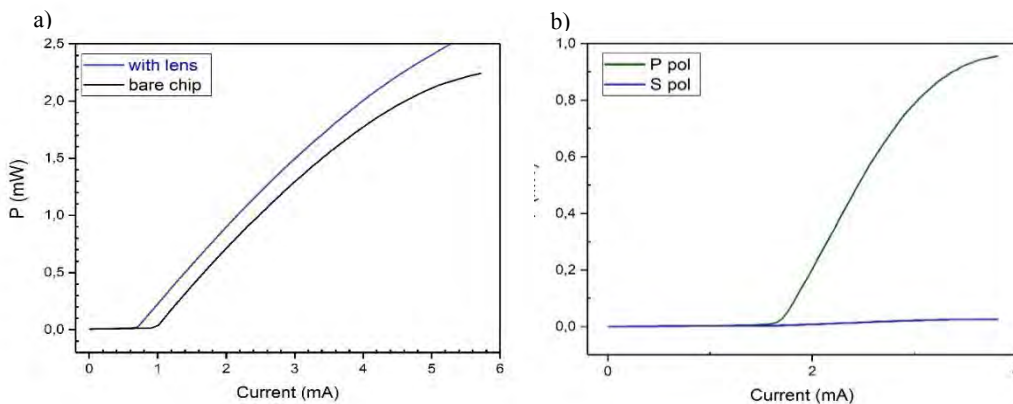 a)
with lens
bare chip
2,5
2,0
1,5
1,0
0,5
0,0
P (mW)
0
1
2
3
4
5
6
Current (mA)
b)
P pol
S pol
1,0
0,8
0,6
0,4
0,2
0,0
0
2
Current (mA)